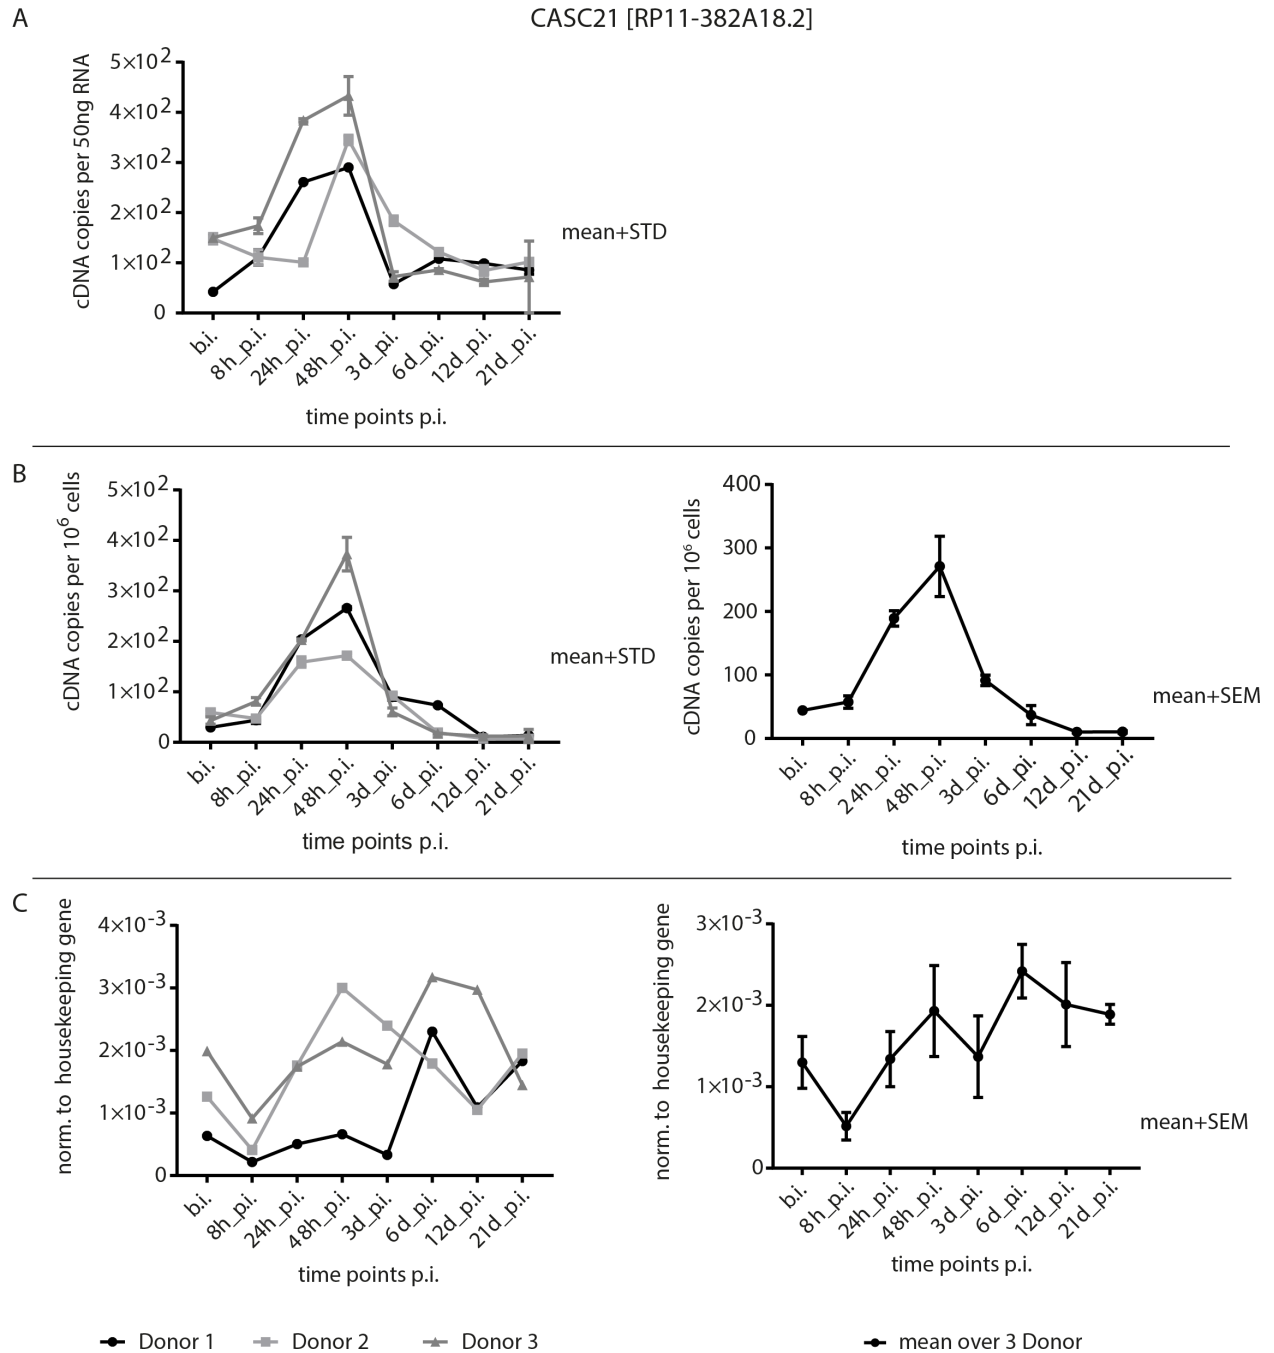 A
CASC21 [RP11-382A18.2]
cDNA copies per 50ng RNA
5×10²
4×10²
3×10²
2×10²
1×10²
0
mean+STD
b.i.
8h_p.i.
24h_p.i.
48h_p.i.
3d_p.i.
6d_p.i.
12d_p.i.
21d_p.i.
time points p.i.
B
cDNA copies per 10⁶ cells
5×10²
4×10²
3×10²
2×10²
1×10²
0
mean+STD
b.i.
8h_p.i.
24h_p.i.
48h_p.i.
3d_p.i.
6d_p.i.
12d_p.i.
21d_p.i.
time points p.i.
cDNA copies per 10⁶ cells
400
300
200
100
0
mean+SEM
b.i.
8h_p.i.
24h_p.i.
48h_p.i.
3d_p.i.
6d_p.i.
12d_p.i.
21d_p.i.
time points p.i.
C
norm. to housekeeping gene
4×10⁻³
3×10⁻³
2×10⁻³
1×10⁻³
0
b.i.
8h_p.i.
24h_p.i.
48h_p.i.
3d_p.i.
6d_p.i.
12d_p.i.
21d_p.i.
time points p.i.
norm. to housekeeping gene
3×10⁻³
2×10⁻³
1×10⁻³
0
mean+SEM
b.i.
8h_p.i.
24h_p.i.
48h_p.i.
3d_p.i.
6d_p.i.
12d_p.i.
21d_p.i.
time points p.i.
Donor 1 Donor 2 Donor 3
mean over 3 Donor